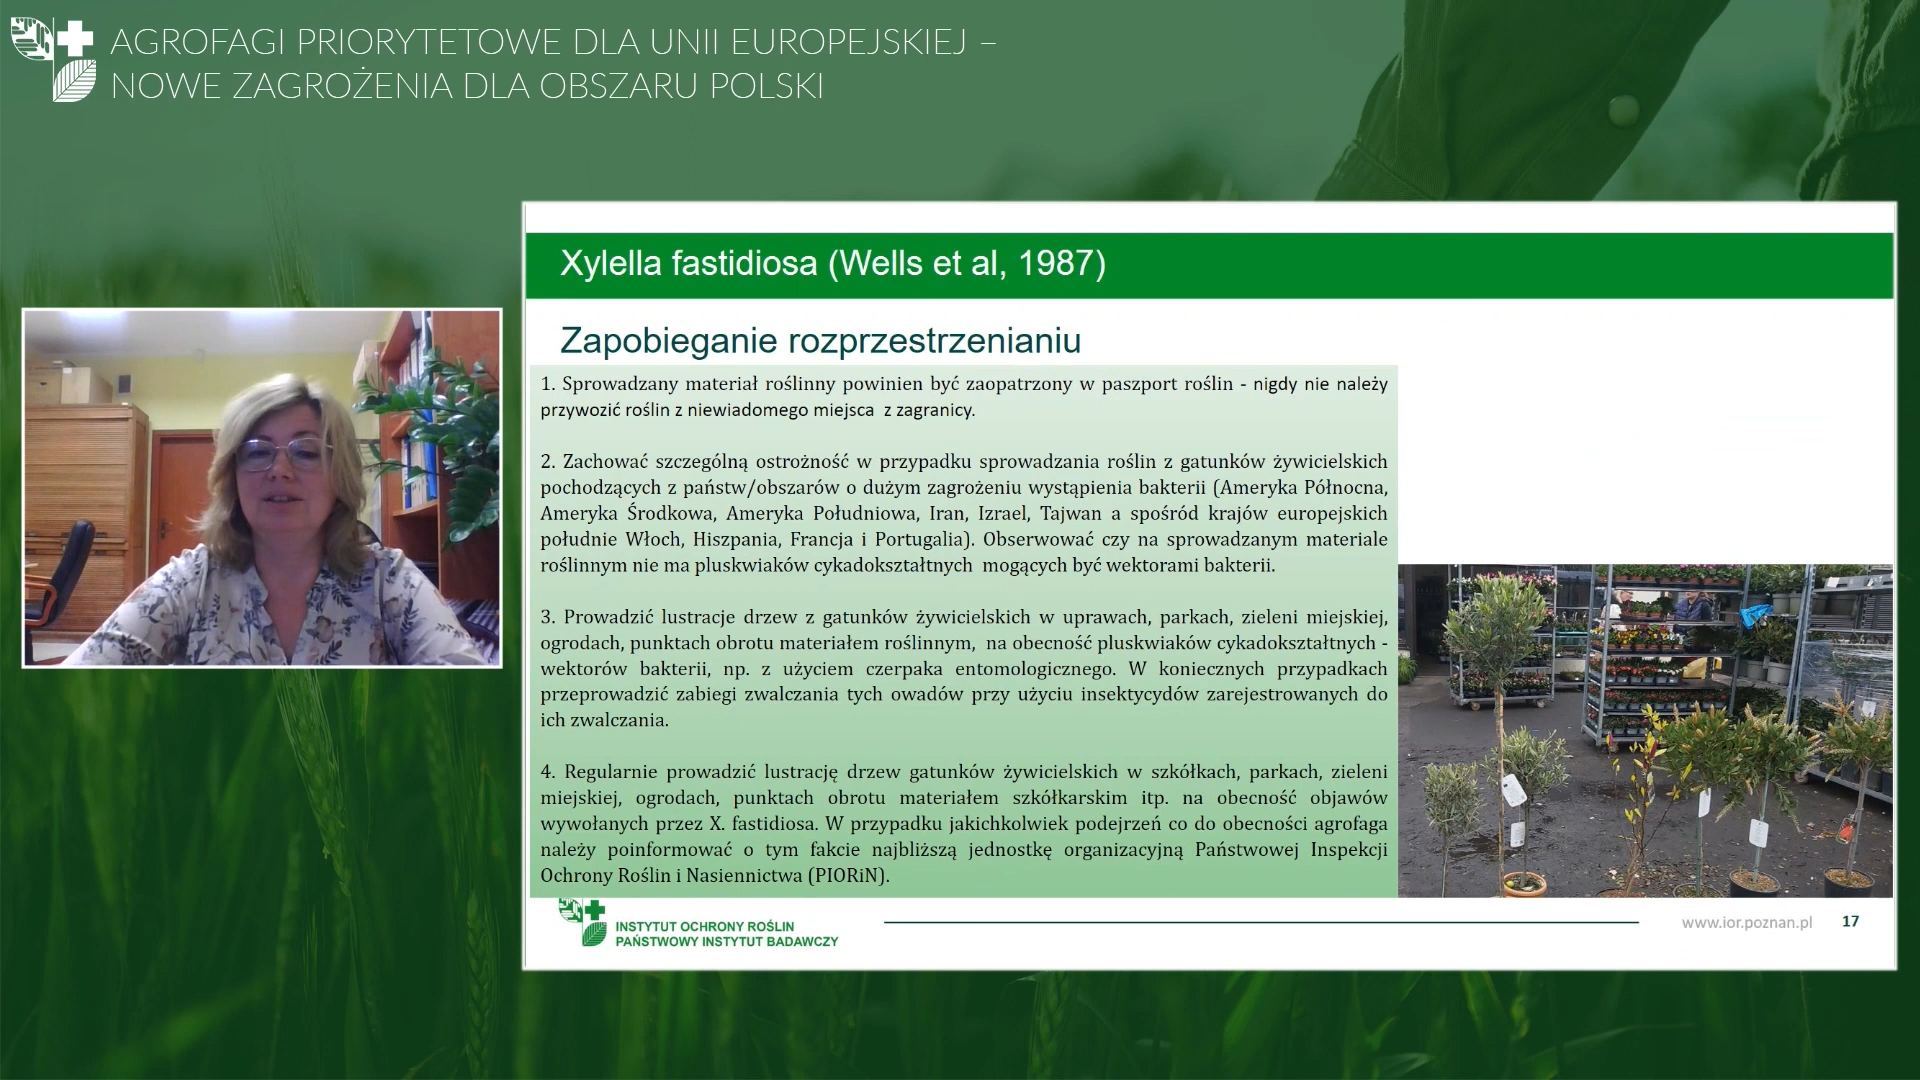 AGROFAGI PRIORYTETOWE DLA UNII EUROPEJSKIEJ –
NOWE ZAGROŻENIA DLA OBSZARU POLSKI
Xylella fastidiosa (Wells et al, 1987)
Zapobieganie rozprzestrzenianiu
1. Sprowadzany materiał roślinny powinien być zaopatrzony w paszport roślin - nigdy nie należy
przywozić roślin z niewiadomego miejsca z zagranicy.
2. Zachować szczególną ostrożność w przypadku sprowadzania roślin z gatunków żywicielskich
pochodzących z państw/obszarów o dużym zagrożeniu wystąpienia bakterii (Ameryka Północna,
Ameryka Środkowa, Ameryka Południowa, Iran, Izrael, Tajwan a spośród krajów europejskich
południe Włoch, Hiszpania, Francja i Portugalia). Obserwować czy na sprowadzanym materiale
roślinnym nie ma pluskwiaków cykadokształtnych mogących być wektorami bakterii.
3. Prowadzić lustracje drzew z gatunków żywicielskich w uprawach, parkach, zieleni miejskiej,
ogrodach, punktach obrotu materiałem roślinnym, na obecność pluskwiaków cykadokształtnych -
wektorów bakterii, np. z użyciem czerpaka entomologicznego. W koniecznych przypadkach
przeprowadzić zabiegi zwalczania tych owadów przy użyciu insektycydów zarejestrowanych do
ich zwalczania.
4. Regularnie prowadzić lustrację drzew gatunków żywicielskich w szkółkach, parkach, zieleni
miejskiej, ogrodach, punktach obrotu materiałem szkółkarskim itp. na obecność objawów
wywołanych przez X. fastidiosa. W przypadku jakichkolwiek podejrzeń co do obecności agrofaga
należy poinformować o tym fakcie najbliższą jednostkę organizacyjną Państwowej Inspekcji
Ochrony Roślin i Nasiennictwa (PIORiN).
INSTYTUT OCHRONY ROŚLIN
PAŃSTWOWY INSTYTUT BADAWCZY
www.ior.poznan.pl 17